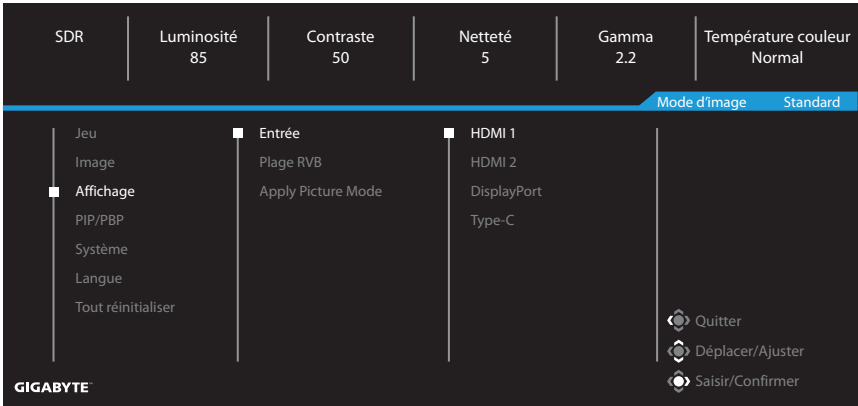 SDR
Luminosité
85
Contraste
50
Netteté
5
Gamma
2.2
Température couleur
Normal
Mode d'image Standard
Jeu
Image
Affichage
PIP/PBP
Système
Langue
Tout réinitialiser
Entrée
Plage RVB
Apply Picture Mode
HDMI 1
HDMI 2
DisplayPort
Type-C
Quitter
Déplacer/Ajuster
Saisir/Confirmer
GIGABYTE™